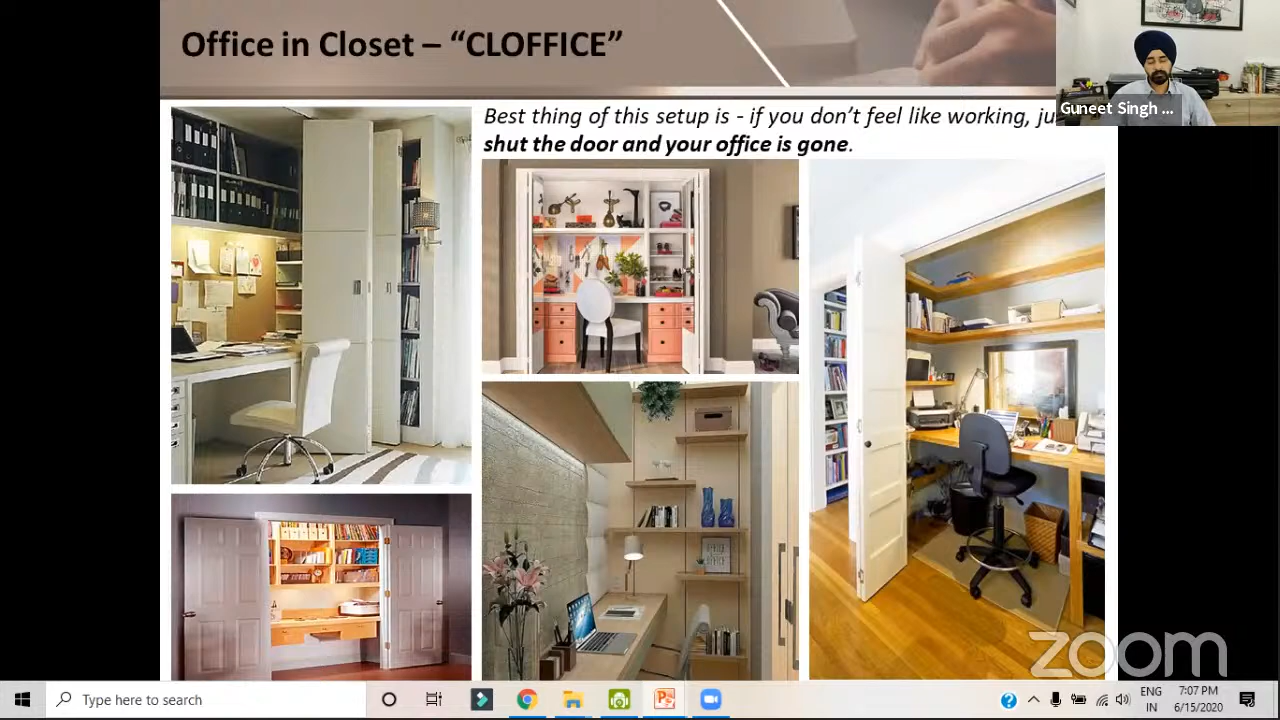 Office in Closet – “CLOFFICE”
Guneet Singh ...
Best thing of this setup is - if you don’t feel like working,
shut the door and your office is gone.
zoom
Type here to search
ENG
IN
7:07 PM
6/15/2020